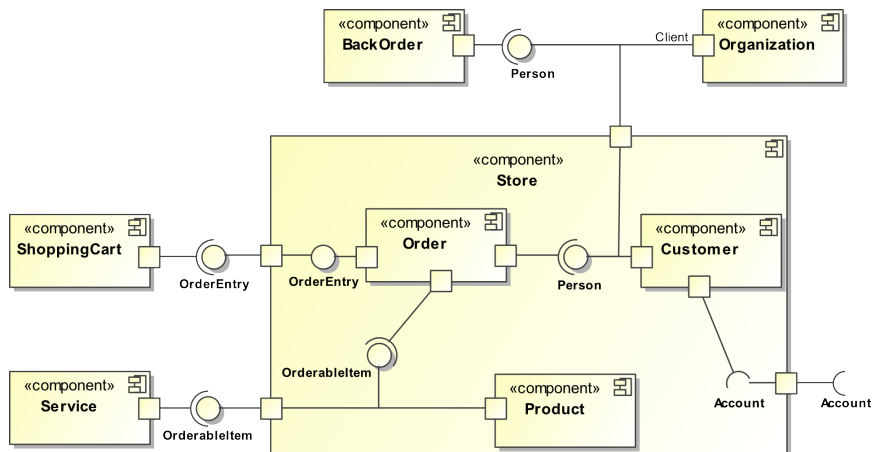 «component»
BackOrder
Person
Client
«component»
Organization
«component»
Store
«component»
ShoppingCart
OrderEntry
OrderEntry
«component»
Order
Person
«component»
Customer
OrderableItem
«component»
Service
OrderableItem
«component»
Product
Account
Account